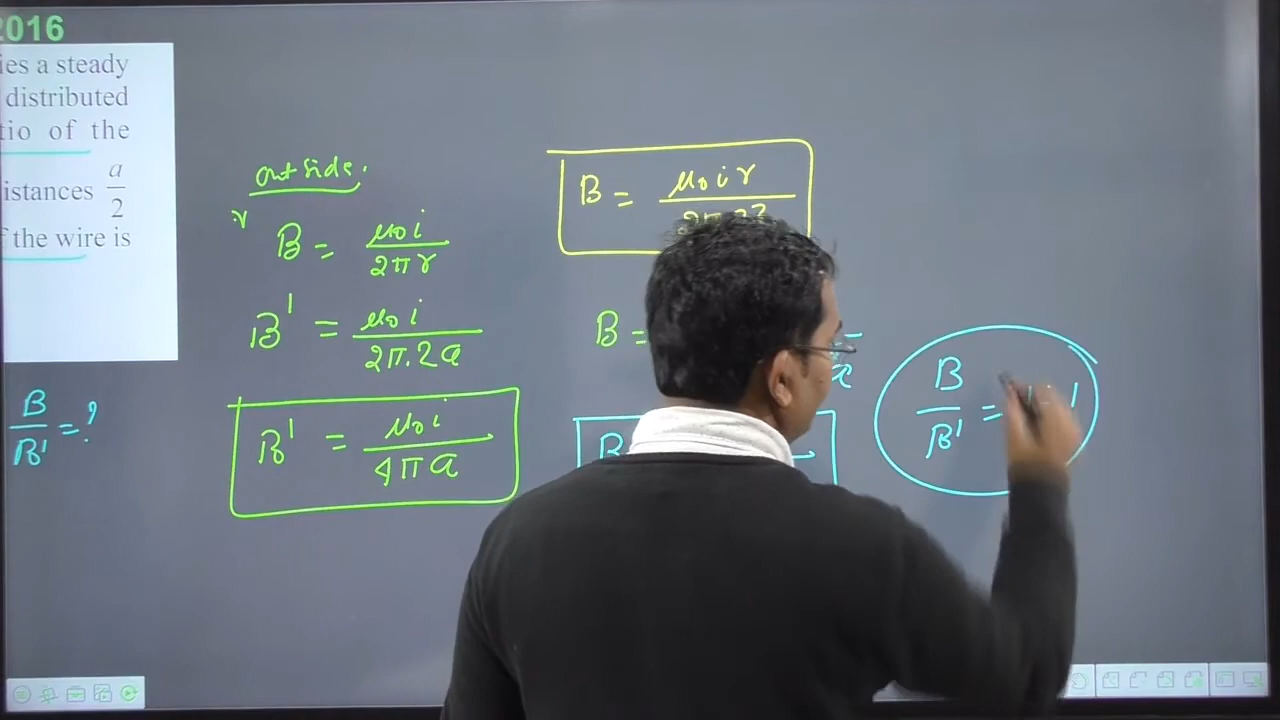 2016
ies a steady
distributed
tio of the
istances a/2
f the wire is
B/B' = ?
outside.
r
B = μ₀i/2πr
B' = μ₀i/2π.2a
B' = μ₀i/4πa
B = μ₀ir/
B =
a
B
B/B' =